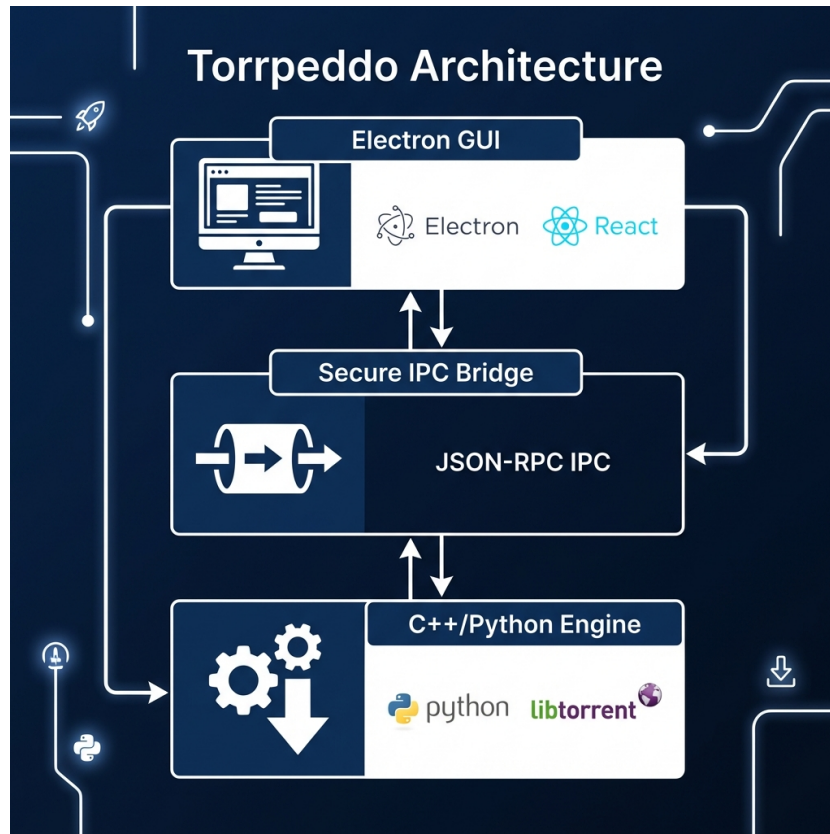 Torrpeddo Architecture
Electron GUI
Electron React
Secure IPC Bridge
JSON-RPC IPC
C++/Python Engine
python libtorrent